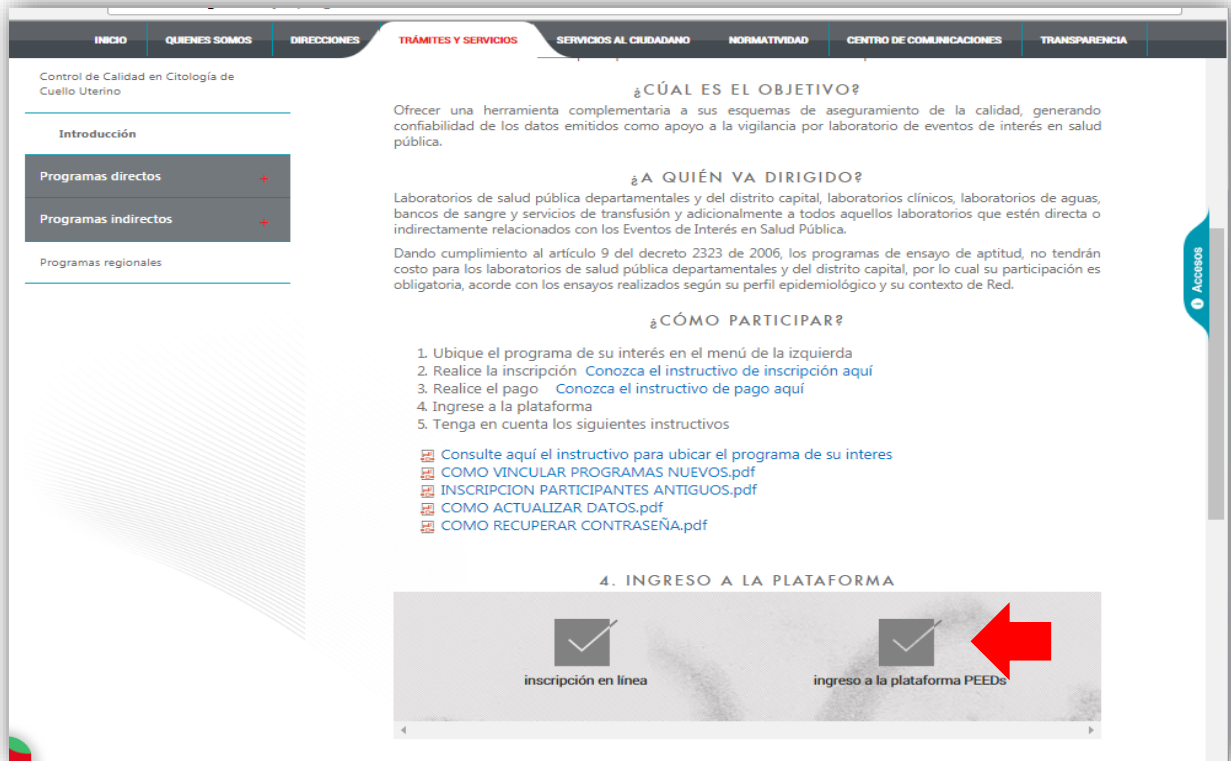 INICIO QUIENES SOMOS DIRECCIONES TRÁMITES Y SERVICIOS SERVICIOS AL CIUDADANO NORMATIVIDAD CENTRO DE COMUNICACIONES TRANSPARENCIA
Control de Calidad en Citología de
Cuello Uterino
Introducción
Programas directos +
Programas indirectos +
Programas regionales
¿CÚAL ES EL OBJETIVO?
Ofrecer una herramienta complementaria a sus esquemas de aseguramiento de la calidad, generando
confiabilidad de los datos emitidos como apoyo a la vigilancia por laboratorio de eventos de interés en salud
pública.
¿A QUIÉN VA DIRIGIDO?
Laboratorios de salud pública departamentales y del distrito capital, laboratorios clínicos, laboratorios de aguas,
bancos de sangre y servicios de transfusión y adicionalmente a todos aquellos laboratorios que estén directa o
indirectamente relacionados con los Eventos de Interés en Salud Pública.
Dando cumplimiento al artículo 9 del decreto 2323 de 2006, los programas de ensayo de aptitud, no tendrán
costo para los laboratorios de salud pública departamentales y del distrito capital, por lo cual su participación es
obligatoria, acorde con los ensayos realizados según su perfil epidemiológico y su contexto de Red.
¿CÓMO PARTICIPAR?
1. Ubique el programa de su interés en el menú de la izquierda
2. Realice la inscripción Conozca el instructivo de inscripción aquí
3. Realice el pago Conozca el instructivo de pago aquí
4. Ingrese a la plataforma
5. Tenga en cuenta los siguientes instructivos
Consulte aquí el instructivo para ubicar el programa de su interes
COMO VINCULAR PROGRAMAS NUEVOS.pdf
INSCRIPCION PARTICIPANTES ANTIGUOS.pdf
COMO ACTUALIZAR DATOS.pdf
COMO RECUPERAR CONTRASEÑA.pdf
4. INGRESO A LA PLATAFORMA
inscripción en línea ingreso a la plataforma PEEDs
Accesos